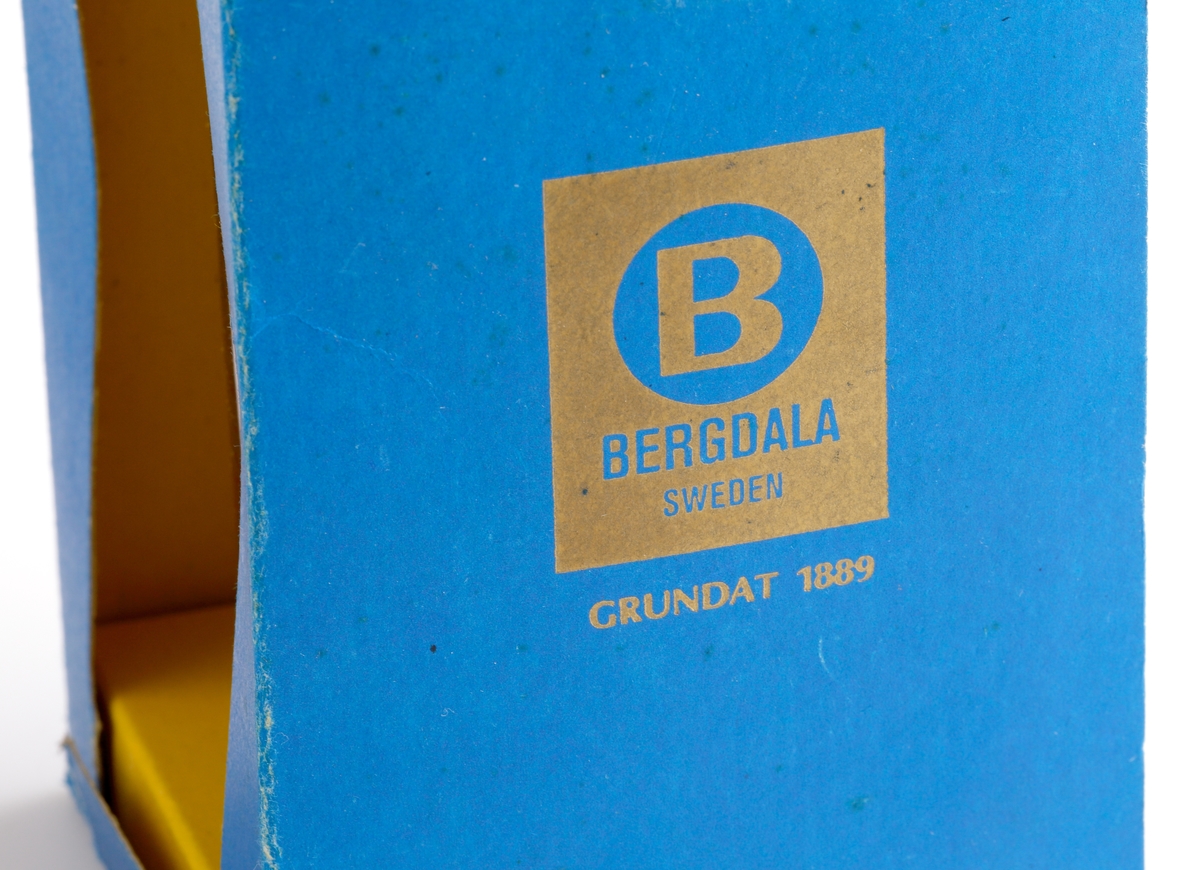 B
BERGDALA
SWEDEN
GRUNDAT 1889